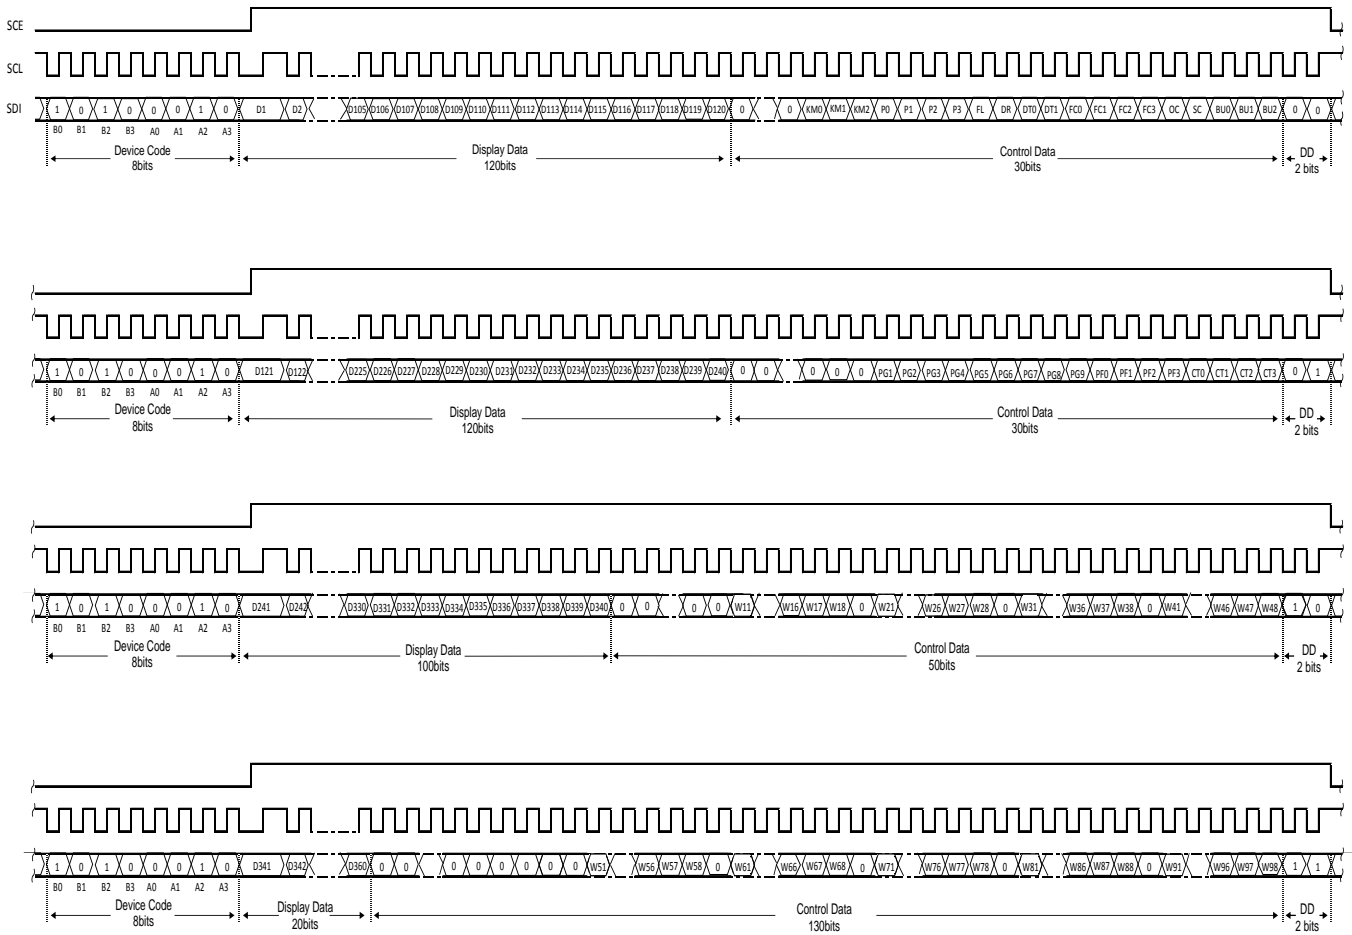 SCE
SCL
SDI 1 0 1 0 0 0 1 0 D1 D2 D105 D106 D107 D108 D109 D110 D111 D112 D113 D114 D115 D116 D117 D118 D119 D120 0 0 KM0 KM1 KM2 P0 P1 P2 P3 FL DR DT0 DT1 FC0 FC1 FC2 FC3 OC SC BU0 BU1 BU2 0 0
B0 B1 B2 B3 A0 A1 A2 A3
Device Code Display Data Control Data DD
8bits 120bits 30bits 2 bits
1 0 1 0 0 0 1 0 D121 D122 D225 D226 D227 D228 D229 D230 D231 D232 D233 D234 D235 D236 D237 D238 D239 D240 0 0 0 0 0 PG1 PG2 PG3 PG4 PG5 PG6 PG7 PG8 PG9 PF0 PF1 PF2 PF3 CT0 CT1 CT2 CT3 0 1
B0 B1 B2 B3 A0 A1 A2 A3
Device Code Display Data Control Data DD
8bits 120bits 30bits 2 bits
1 0 1 0 0 0 1 0 D241 D242 D330 D331 D332 D333 D334 D335 D336 D337 D338 D339 D340 0 0 0 0 W11 W16 W17 W18 0 W21 W26 W27 W28 0 W31 W36 W37 W38 0 W41 W46 W47 W48 1 0
B0 B1 B2 B3 A0 A1 A2 A3
Device Code Display Data Control Data DD
8bits 100bits 50bits 2 bits
1 0 1 0 0 0 1 0 D341 D342 D360 0 0 0 0 0 0 0 0 W51 W56 W57 W58 0 W61 W66 W67 W68 0 W71 W76 W77 W78 0 W81 W86 W87 W88 0 W91 W96 W97 W98 1 1
B0 B1 B2 B3 A0 A1 A2 A3
Device Code Display Data Control Data DD
8bits 20bits 130bits 2 bits